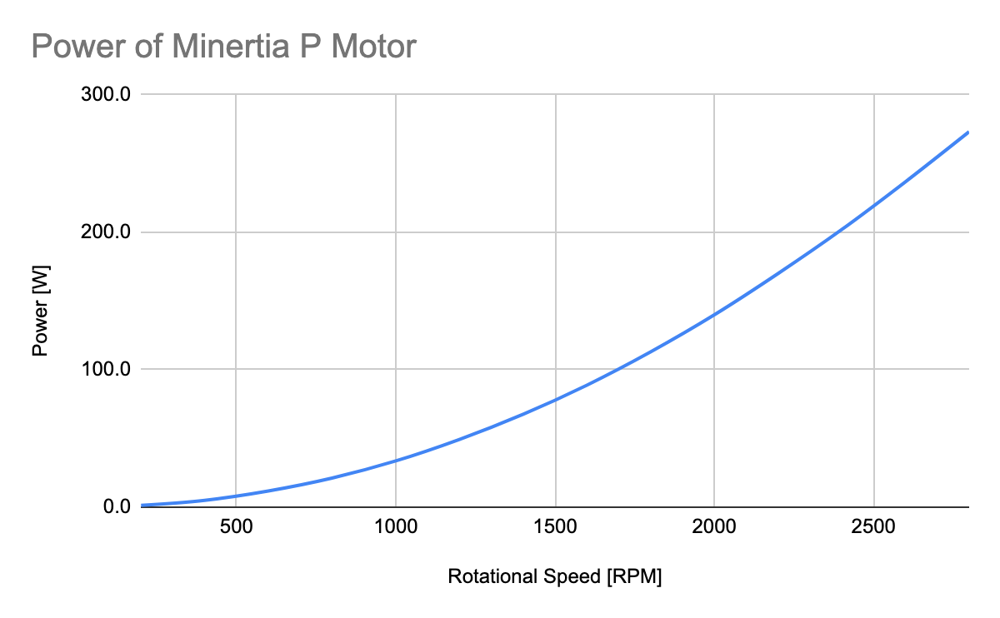 Power of Minertia P Motor
300.0
200.0
100.0
0.0
Power [W]
500 1000 1500 2000 2500
Rotational Speed [RPM]